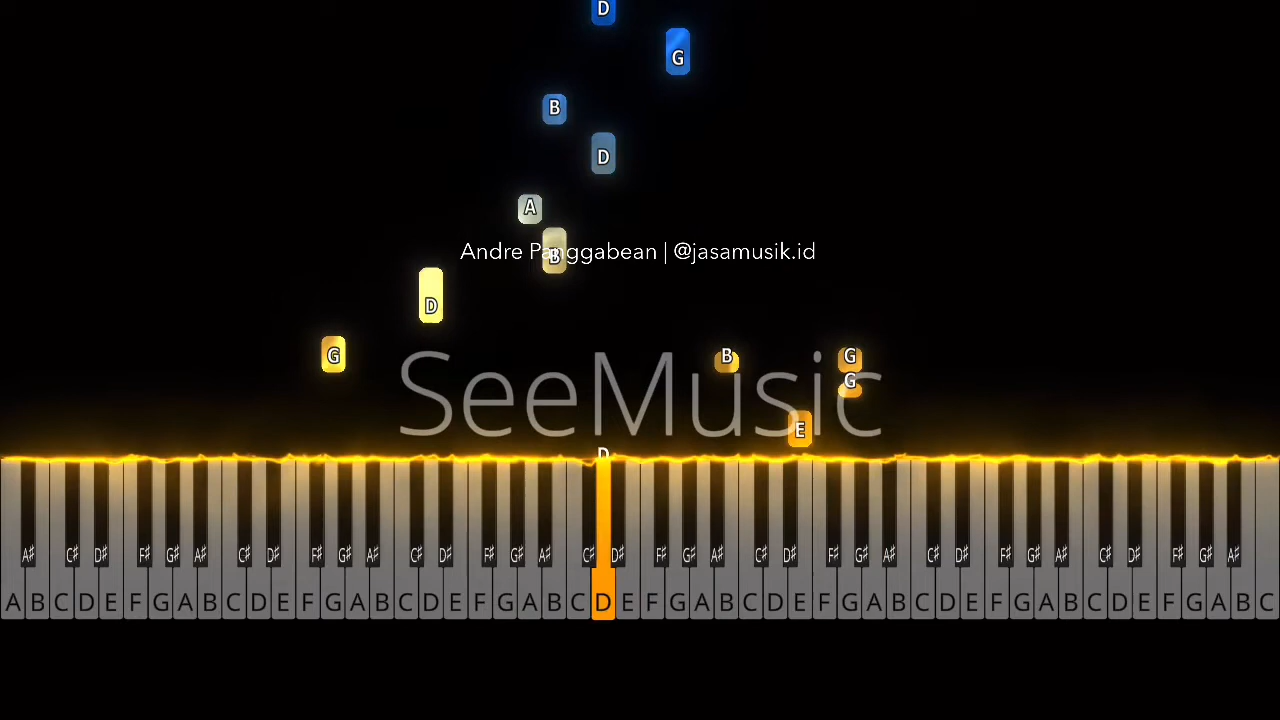 D
G
B
D
A
Andre Panggabean | @jasamusik.id
B
D
G B G
SeeMusic
G
E
D
A# C# D# F# G# A# C# D# F# G# A# C# D# F# G# A# C# D# F# G# A# C# D# F# G# A# C# D# F# G# A# C# D# F# G# A#
A B C D E F G A B C D E F G A B C D E F G A B C D E F G A B C D E F G A B C D E F G A B C D E F G A B C